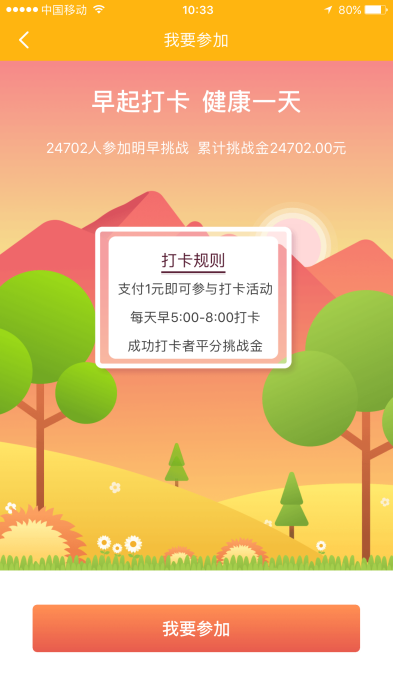 中国移动 10:33 80%
我要参加
早起打卡 健康一天
24702人参加明早挑战 累计挑战金24702.00元
打卡规则
支付1元即可参与打卡活动
每天早5:00-8:00打卡
成功打卡者平分挑战金
我要参加